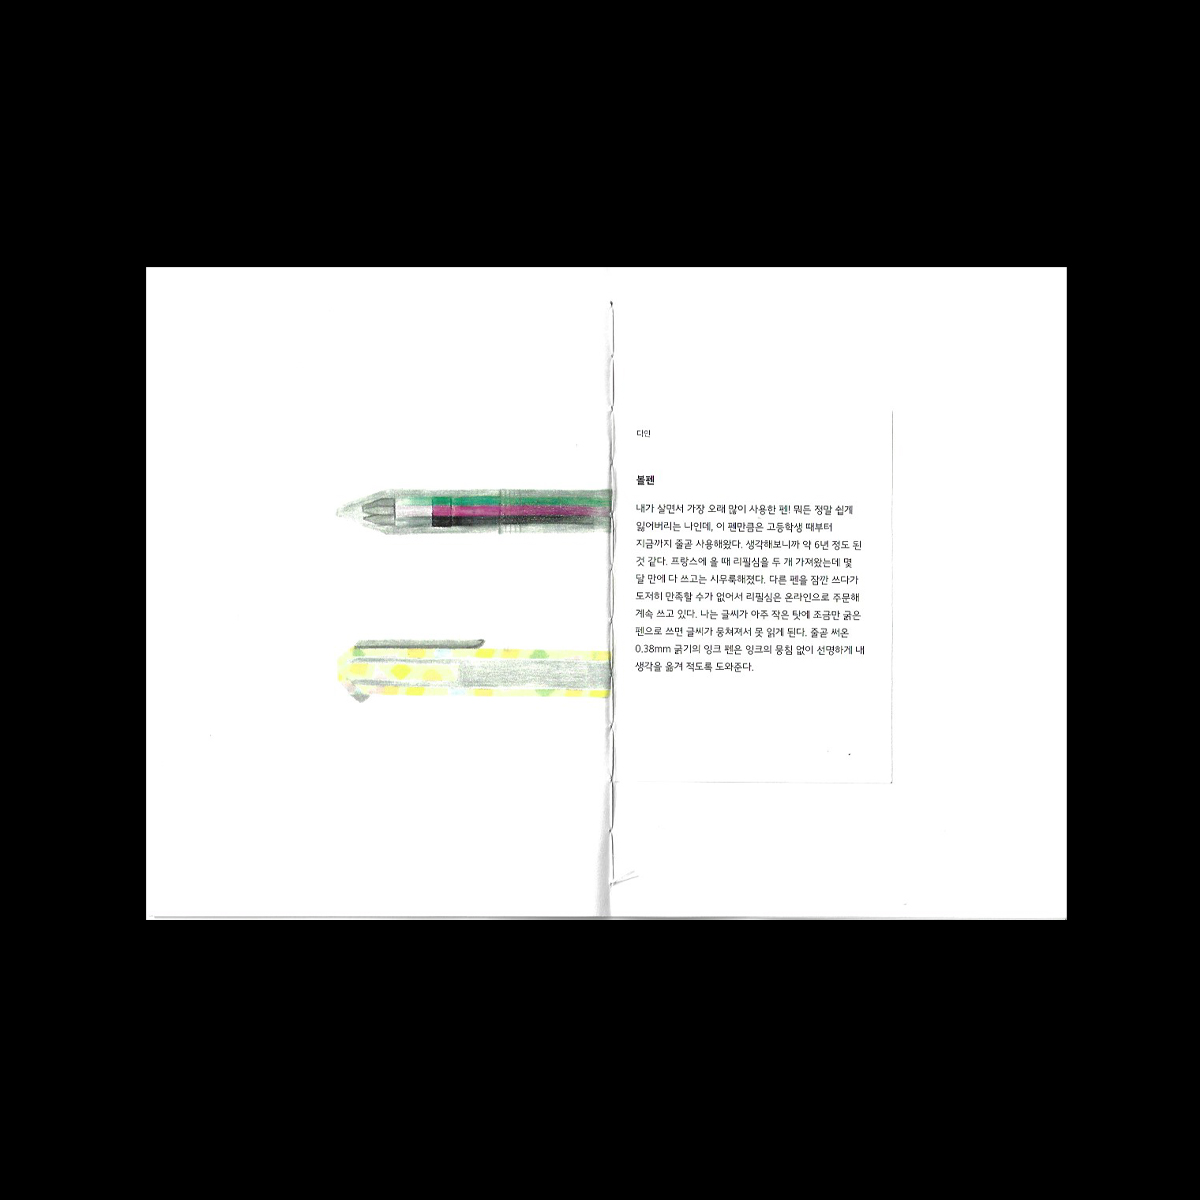 디인
볼펜
내가 살면서 가장 오래 많이 사용한 펜! 뭐든 정말 쉽게
잃어버리는 나인데, 이 펜만큼은 고등학생 때부터
지금까지 줄곧 사용해왔다. 생각해보니까 약 6년 정도 된
것 같다. 프랑스에 올 때 리필심을 두 개 가져왔는데 몇
달 만에 다 쓰고는 시무룩해졌다. 다른 펜을 잠깐 쓰다가
도저히 만족할 수가 없어서 리필심은 온라인으로 주문해
계속 쓰고 있다. 나는 글씨가 아주 작은 탓에 조금만 굵은
펜으로 쓰면 글씨가 뭉쳐져서 못 읽게 된다. 줄곧 써온
0.38mm 굵기의 잉크 펜은 잉크의 뭉침 없이 선명하게 내
생각을 옮겨 적도록 도와준다.